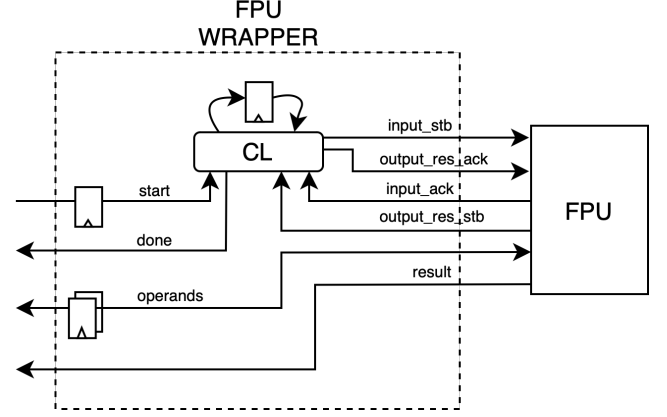 FPU
WRAPPER
CL
input_stb
output_res_ack
start
input_ack
FPU
output_res_stb
done
result
operands